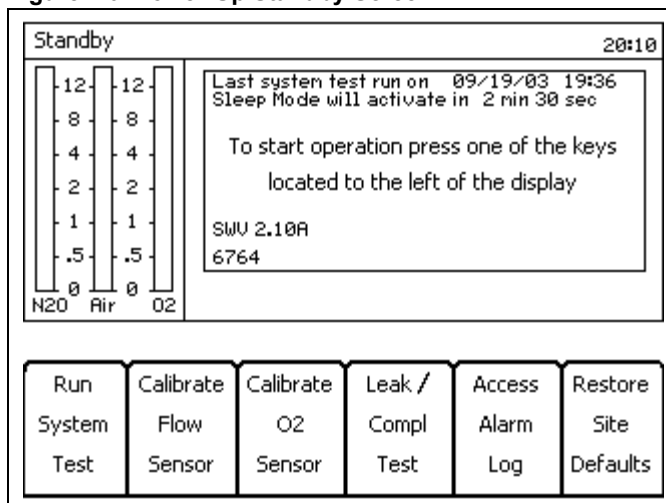 Standby 20:10
12 12
8 8
4 4
2 2
1 1
.5 .5
0 0
N2O Air O2
Last system test run on 09/19/03 19:36
Sleep Mode will activate in 2 min 30 sec
To start operation press one of the keys
located to the left of the display
SWV 2.10A
6764
Run System Test
Calibrate Flow Sensor
Calibrate O2 Sensor
Leak / Compl Test
Access Alarm Log
Restore Site Defaults